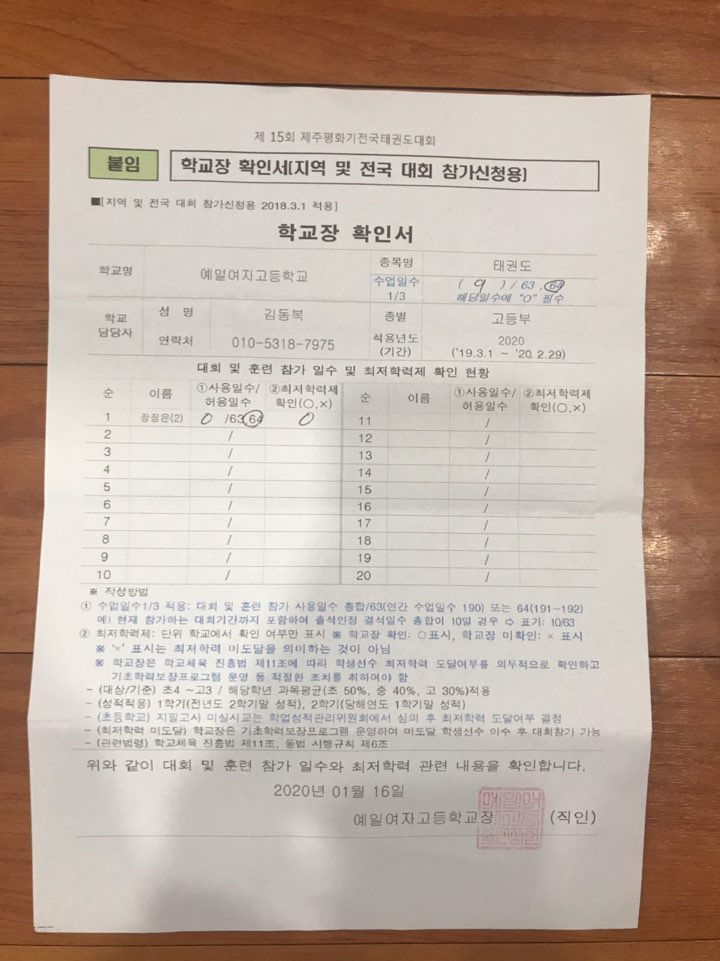 제 15회 제주평화기전국태권도대회
붙임
학교장 확인서(지역 및 전국 대회 참가신청용)
■[지역 및 전국 대회 참가신청용 2018.3.1 적용]
학교장 확인서
학교명 예일여자고등학교 종목명 태권도
수업일수 1/3 ( 9 ) / 63 , 64
해당일수에 "O" 필수
학교 담당자 성 명 김동복 종별 고등부
연락처 010-5318-7975 적용년도 (기간) 2020
('19.3.1 ~ '20.2.29)
대회 및 훈련 참가 일수 및 최저학력제 확인 현황
순 이름 ①사용일수/허용일수 ②최저학력제 확인(○,×) 순 이름 ①사용일수/허용일수 ②최저학력제 확인(○,×)
1 장정은(2) 0 /63,64 0 11 /
2 / 12 /
3 / 13 /
4 / 14 /
5 / 15 /
6 / 16 /
7 / 17 /
8 / 18 /
9 / 19 /
10 / 20 /
※ 작성방법
① 수업일수1/3 적용: 대회 및 훈련 참가 사용일수 총합/63(연간 수업일수 190) 또는 64(191~192)
예) 현재 참가하는 대회기간까지 포함하여 출석인정 결석일수 총합이 10일 경우 ⇨ 표기: 10/63
② 최저학력제: 단위 학교에서 확인 여부만 표시 ※ 학교장 확인: ○표시, 학교장 미확인: × 표시
※ '×' 표시는 최저학력 미도달을 의미하는 것이 아님
※ 학교장은 학교체육 진흥법 제11조에 따라 학생선수 최저학력 도달여부를 의무적으로 확인하고
기초학력보장프로그램 운영 등 적절한 조치를 취하여야 함
- (대상/기준) 초4 ~고3 / 해당학년 과목평균(초 50%, 중 40%, 고 30%)적용
- (성적적용) 1학기(전년도 2학기말 성적), 2학기(당해연도 1학기말 성적)
- (초등학교) 지필고사 미실시교는 학업성적관리위원회에서 심의 후 최저학력 도달여부 결정
- (최저학력 미도달) 학교장은 기초학력보장프로그램 운영하여 미도달 학생선수 이수 후 대회참가 가능
- (관련법령) 학교체육 진흥법 제11조, 동법 시행규칙 제6조
위와 같이 대회 및 훈련 참가 일수와 최저학력 관련 내용을 확인합니다.
2020년 01월 16일
예일여자고등학교장 (직인)